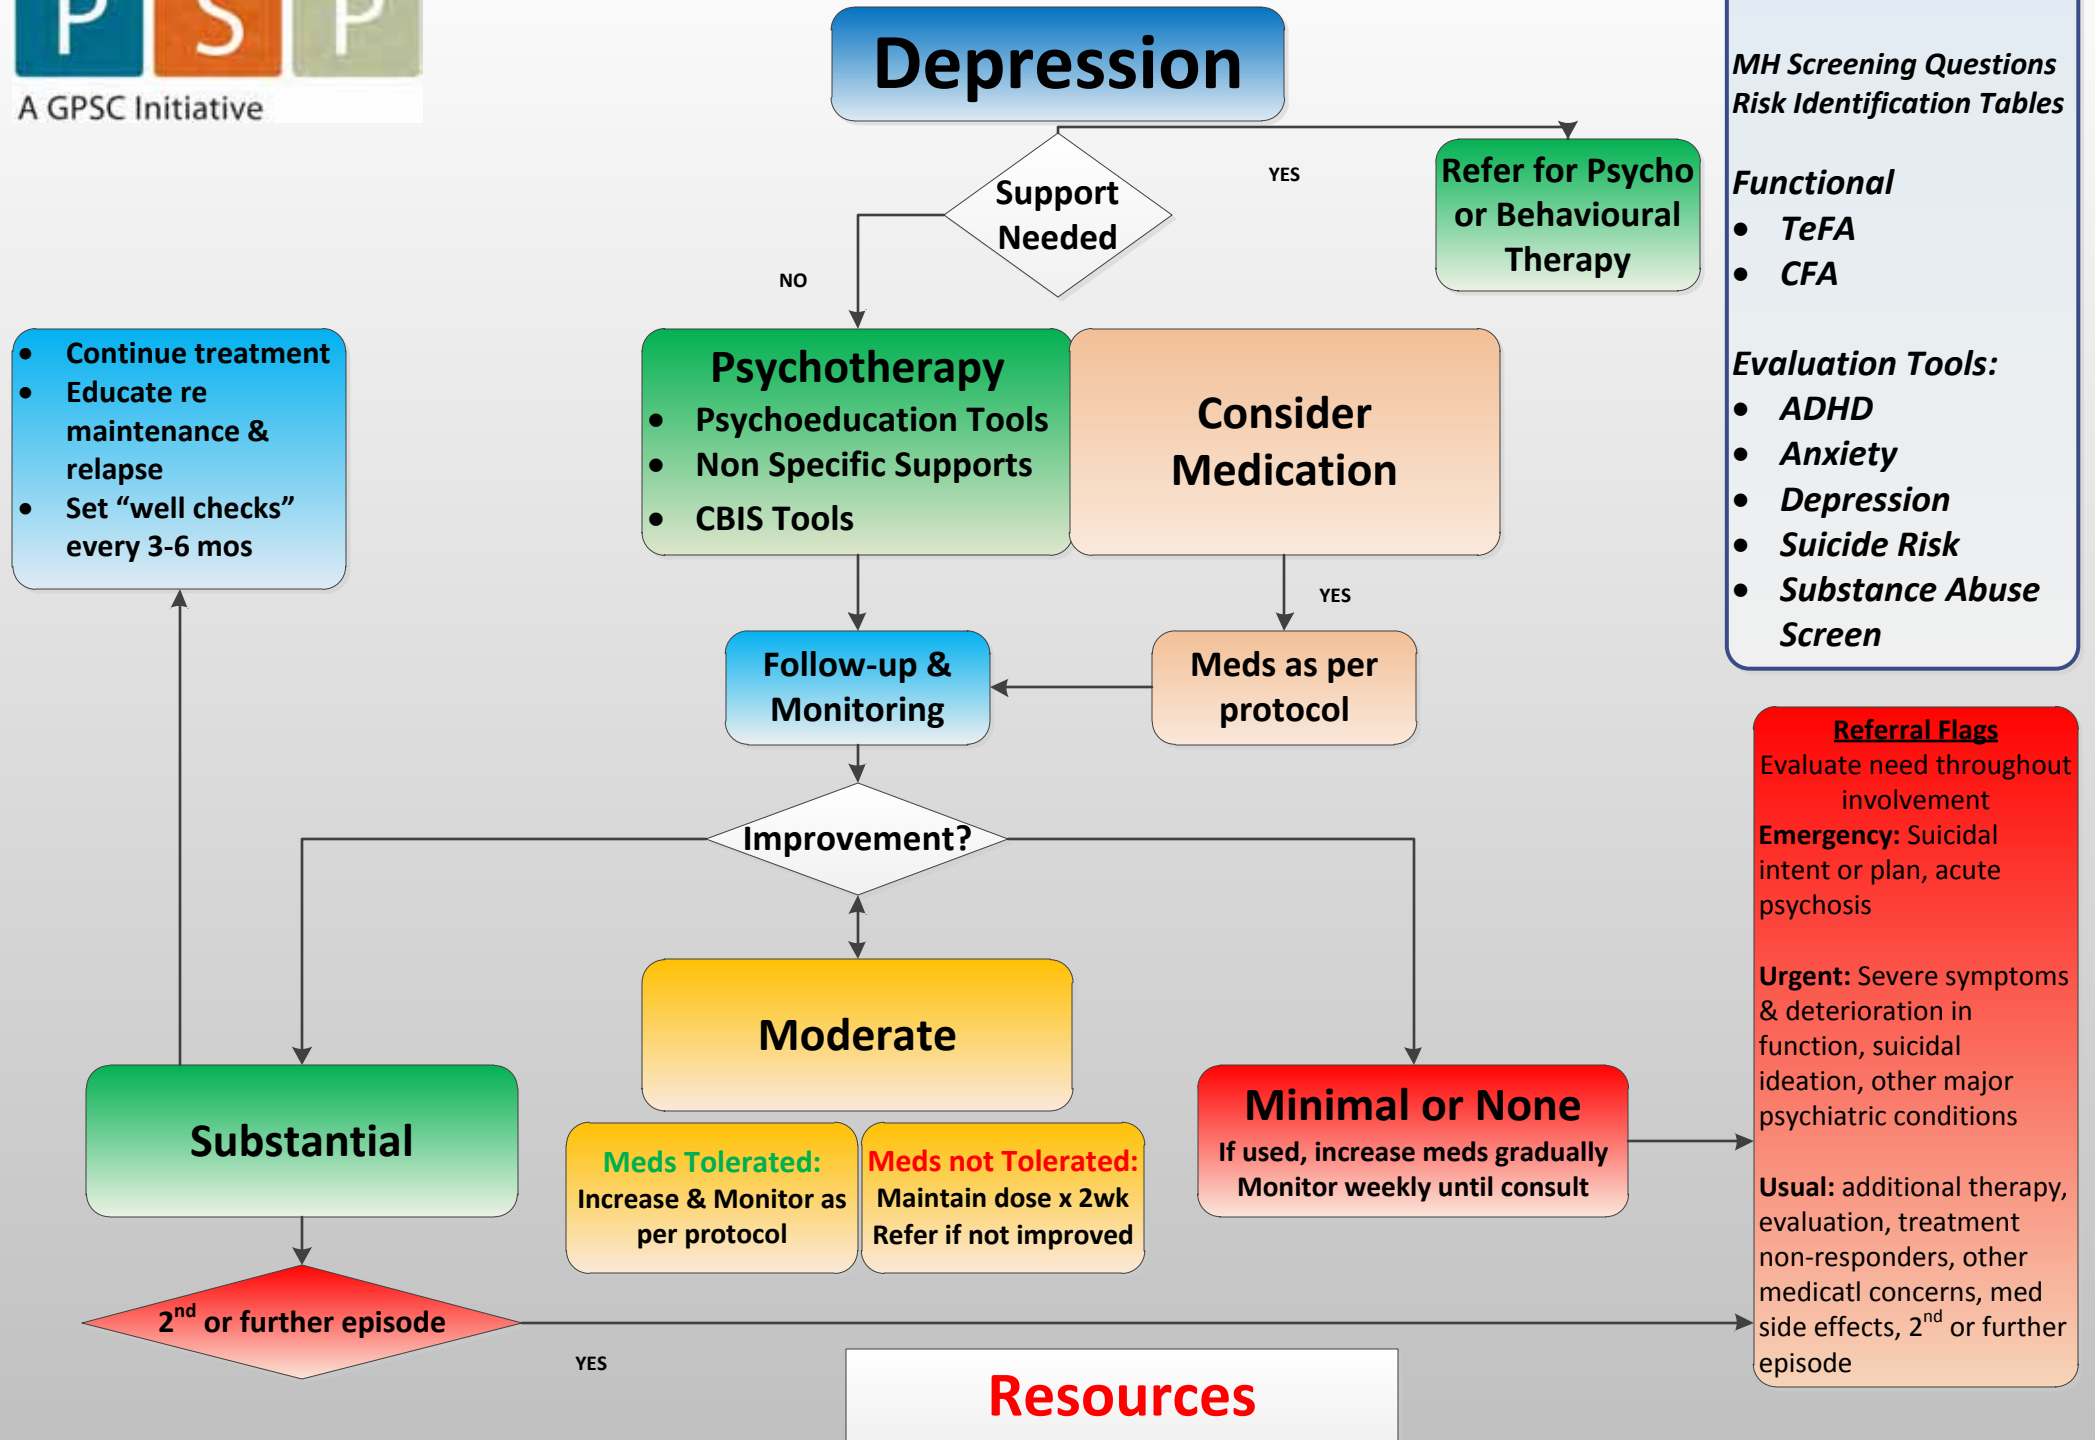 P S P
A GPSC Initiative
Depression
MH Screening Questions
Risk Identification Tables
Functional
• TeFA
• CFA
Evaluation Tools:
• ADHD
• Anxiety
• Depression
• Suicide Risk
• Substance Abuse
Screen
Support
Needed
YES
Refer for Psycho
or Behavioural
Therapy
NO
• Continue treatment
• Educate re
maintenance &
relapse
• Set “well checks”
every 3-6 mos
Psychotherapy
• Psychoeducation Tools
• Non Specific Supports
• CBIS Tools
Consider
Medication
YES
Follow-up &
Monitoring
Meds as per
protocol
Improvement?
Moderate
Substantial
Meds Tolerated:
Increase & Monitor as
per protocol
Meds not Tolerated:
Maintain dose x 2wk
Refer if not improved
Minimal or None
If used, increase meds gradually
Monitor weekly until consult
2nd or further episode
YES
Referral Flags
Evaluate need throughout
involvement
Emergency: Suicidal
intent or plan, acute
psychosis
Urgent: Severe symptoms
& deterioration in
function, suicidal
ideation, other major
psychiatric conditions
Usual: additional therapy,
evaluation, treatment
non-responders, other
medicatl concerns, med
side effects, 2nd or further
episode
Resources